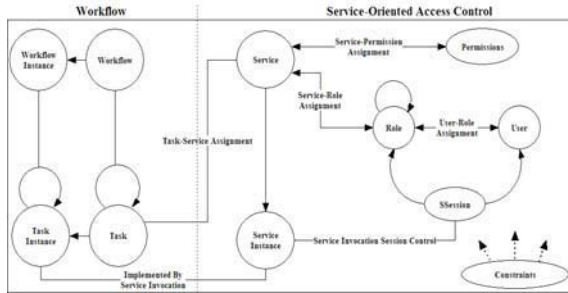 Workflow
Service-Oriented Access Control
Workflow
Instance
Workflow
Service
Service-Permission
Assignment
Permissions
Service-Role
Assignment
Role
User-Role
Assignment
User
Task-Service Assignment
SSession
Task
Instance
Task
Service
Instance
Service Invocation Session Control
Implemented By
Service Invocation
Constraints